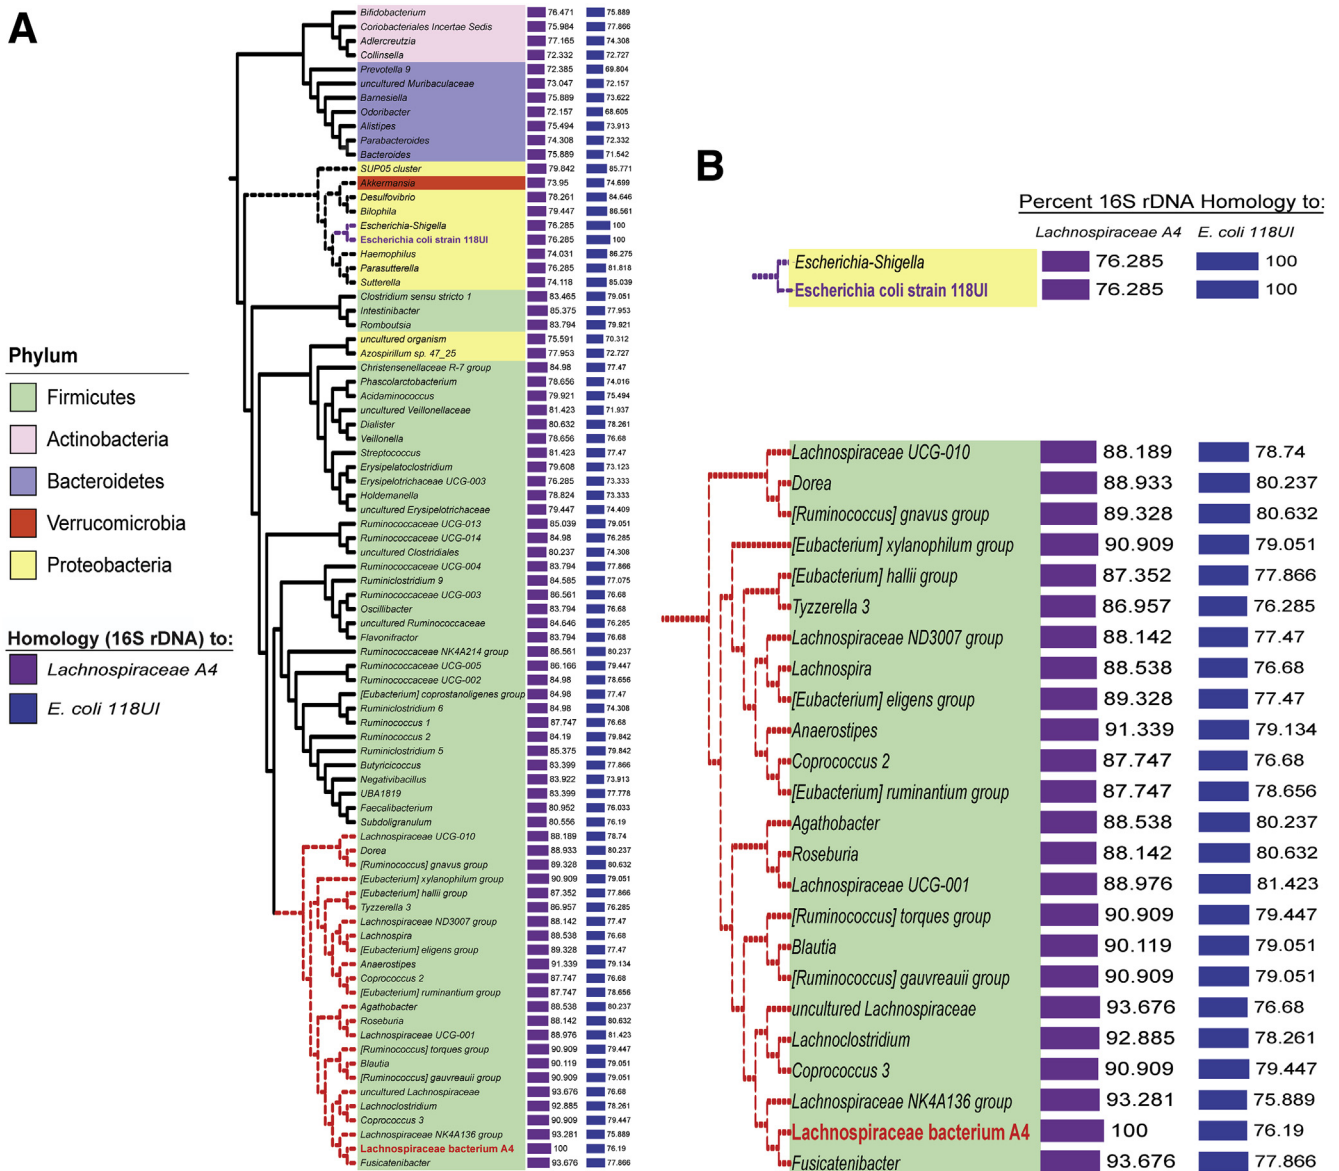 A
Bifidobacterium 76.471 75.889
Coriobacteriales Incertae Sedis 75.984 77.866
Adlercreutzia 77.165 74.308
Collinsella 72.332 72.727
Prevotella 9 72.385 69.804
uncultured Muribaculaceae 73.047 72.157
Barnesiella 75.889 73.622
Odoribacter 72.157 68.605
Alistipes 75.494 73.913
Parabacteroides 74.308 72.332
Bacteroides 75.889 71.542
SUP05 cluster 79.842 85.771
Akkermansia 73.95 74.699
Desulfovibrio 78.261 84.646
Bilophila 79.447 86.561
Escherichia-Shigella 76.285 100
Escherichia coli strain 118UI 76.285 100
Haemophilus 74.031 86.275
Parasutterella 76.285 81.818
Sutterella 74.118 85.039
Clostridium sensu stricto 1 83.465 79.051
Intestinibacter 85.375 77.953
Romboutsia 83.794 79.921
uncultured organism 75.591 70.312
Azospirillum sp. 47_25 77.953 72.727
Christensenellaceae R-7 group 84.98 77.47
Phascolarctobacterium 78.656 74.016
Acidaminococcus 79.921 75.494
uncultured Veillonellaceae 81.423 71.937
Dialister 80.632 78.261
Veillonella 78.656 76.68
Streptococcus 81.423 77.47
Erysipelatoclostridium 79.608 73.123
Erysipelotrichaceae UCG-003 76.285 73.333
Holdemanella 78.824 73.333
uncultured Erysipelotrichaceae 79.447 74.409
Ruminococcaceae UCG-013 85.039 79.051
Ruminococcaceae UCG-014 84.98 76.285
uncultured Clostridiales 80.237 74.308
Ruminococcaceae UCG-004 83.794 77.866
Ruminiclostridium 9 84.585 77.075
Ruminococcaceae UCG-003 86.561 76.68
Oscillibacter 83.794 76.68
uncultured Ruminococcaceae 84.646 76.285
Flavonifractor 83.794 76.68
Ruminococcaceae NK4A214 group 86.561 80.237
Ruminococcaceae UCG-005 86.166 79.447
Ruminococcaceae UCG-002 84.98 78.656
[Eubacterium] coprostanoligenes group 84.98 77.47
Ruminiclostridium 6 84.98 74.308
Ruminococcus 1 87.747 76.68
Ruminococcus 2 84.19 79.842
Ruminiclostridium 5 85.375 79.842
Butyricicoccus 83.399 77.866
Negativibacillus 83.922 73.913
UBA1819 83.399 77.778
Faecalibacterium 80.952 76.033
Subdoligranulum 80.556 76.19
Lachnospiraceae UCG-010 88.189 78.74
Dorea 88.933 80.237
[Ruminococcus] gnavus group 89.328 80.632
[Eubacterium] xylanophilum group 90.909 79.051
[Eubacterium] hallii group 87.352 77.866
Tyzzerella 3 86.957 76.285
Lachnospiraceae ND3007 group 88.142 77.47
Lachnospira 88.538 76.68
[Eubacterium] eligens group 89.328 77.47
Anaerostipes 91.339 79.134
Coprococcus 2 87.747 76.68
[Eubacterium] ruminantium group 87.747 78.656
Agathobacter 88.538 80.237
Roseburia 88.142 80.632
Lachnospiraceae UCG-001 88.976 81.423
[Ruminococcus] torques group 90.909 79.447
Blautia 90.119 79.051
[Ruminococcus] gauvreauii group 90.909 79.051
uncultured Lachnospiraceae 93.676 76.68
Lachnoclostridium 92.885 78.261
Coprococcus 3 90.909 79.447
Lachnospiraceae NK4A136 group 93.281 75.889
Lachnospiraceae bacterium A4 100 76.19
Fusicatenibacter 93.676 77.866
Phylum
Firmicutes
Actinobacteria
Bacteroidetes
Verrucomicrobia
Proteobacteria
Homology (16S rDNA) to:
Lachnospiraceae A4
E. coli 118UI
B
Percent 16S rDNA Homology to:
Lachnospiraceae A4 E. coli 118UI
Escherichia-Shigella 76.285 100
Escherichia coli strain 118UI 76.285 100
Lachnospiraceae UCG-010 88.189 78.74
Dorea 88.933 80.237
[Ruminococcus] gnavus group 89.328 80.632
[Eubacterium] xylanophilum group 90.909 79.051
[Eubacterium] hallii group 87.352 77.866
Tyzzerella 3 86.957 76.285
Lachnospiraceae ND3007 group 88.142 77.47
Lachnospira 88.538 76.68
[Eubacterium] eligens group 89.328 77.47
Anaerostipes 91.339 79.134
Coprococcus 2 87.747 76.68
[Eubacterium] ruminantium group 87.747 78.656
Agathobacter 88.538 80.237
Roseburia 88.142 80.632
Lachnospiraceae UCG-001 88.976 81.423
[Ruminococcus] torques group 90.909 79.447
Blautia 90.119 79.051
[Ruminococcus] gauvreauii group 90.909 79.051
uncultured Lachnospiraceae 93.676 76.68
Lachnoclostridium 92.885 78.261
Coprococcus 3 90.909 79.447
Lachnospiraceae NK4A136 group 93.281 75.889
Lachnospiraceae bacterium A4 100 76.19
Fusicatenibacter 93.676 77.866